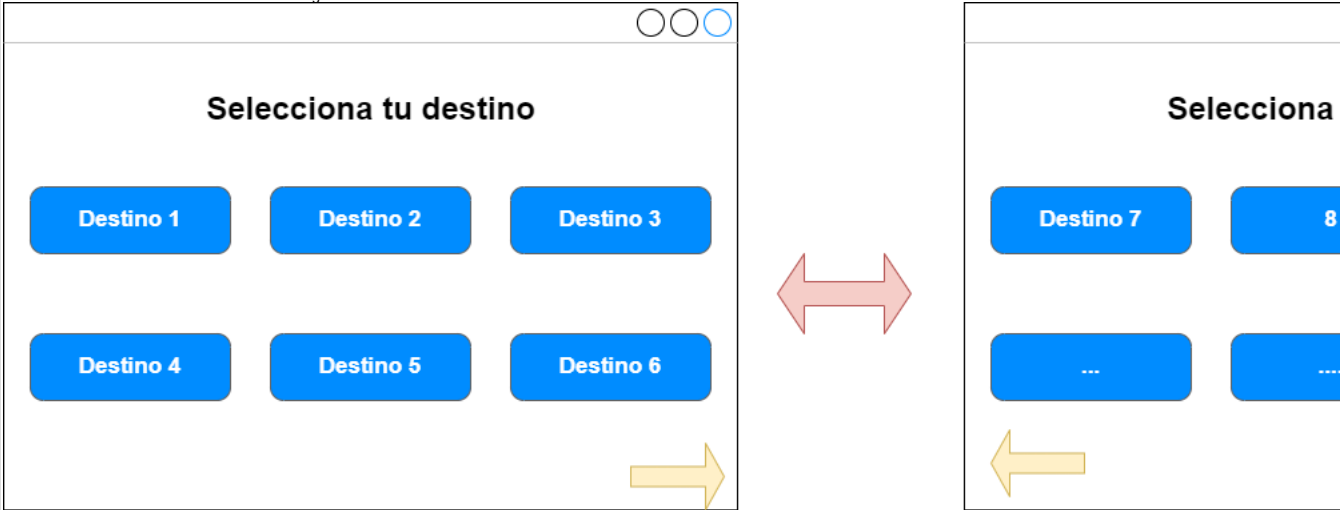 Selecciona tu destino
Destino 1
Destino 2
Destino 3
Destino 4
Destino 5
Destino 6
Selecciona
Destino 7
8
...
....